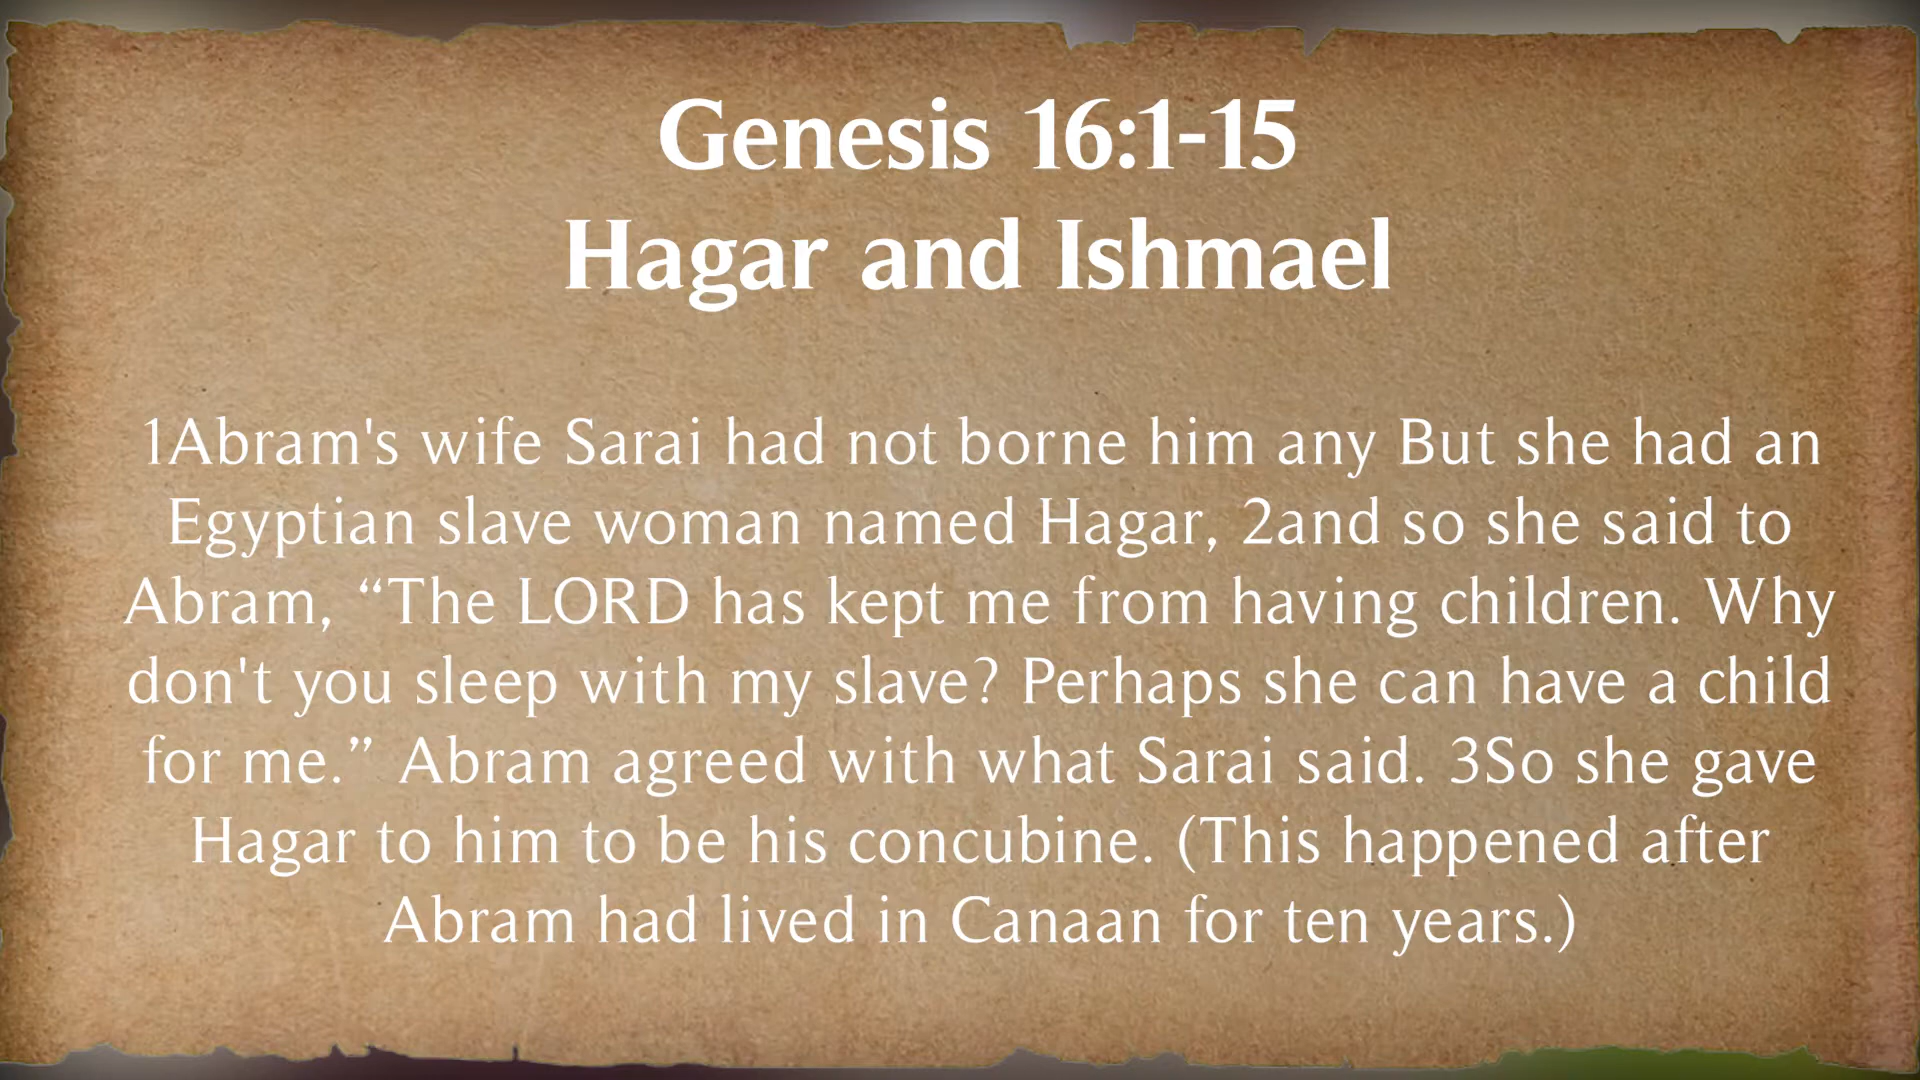 Genesis 16:1-15
Hagar and Ishmael
1Abram's wife Sarai had not borne him any But she had an
Egyptian slave woman named Hagar, 2and so she said to
Abram, “The LORD has kept me from having children. Why
don't you sleep with my slave? Perhaps she can have a child
for me.” Abram agreed with what Sarai said. 3So she gave
Hagar to him to be his concubine. (This happened after
Abram had lived in Canaan for ten years.)